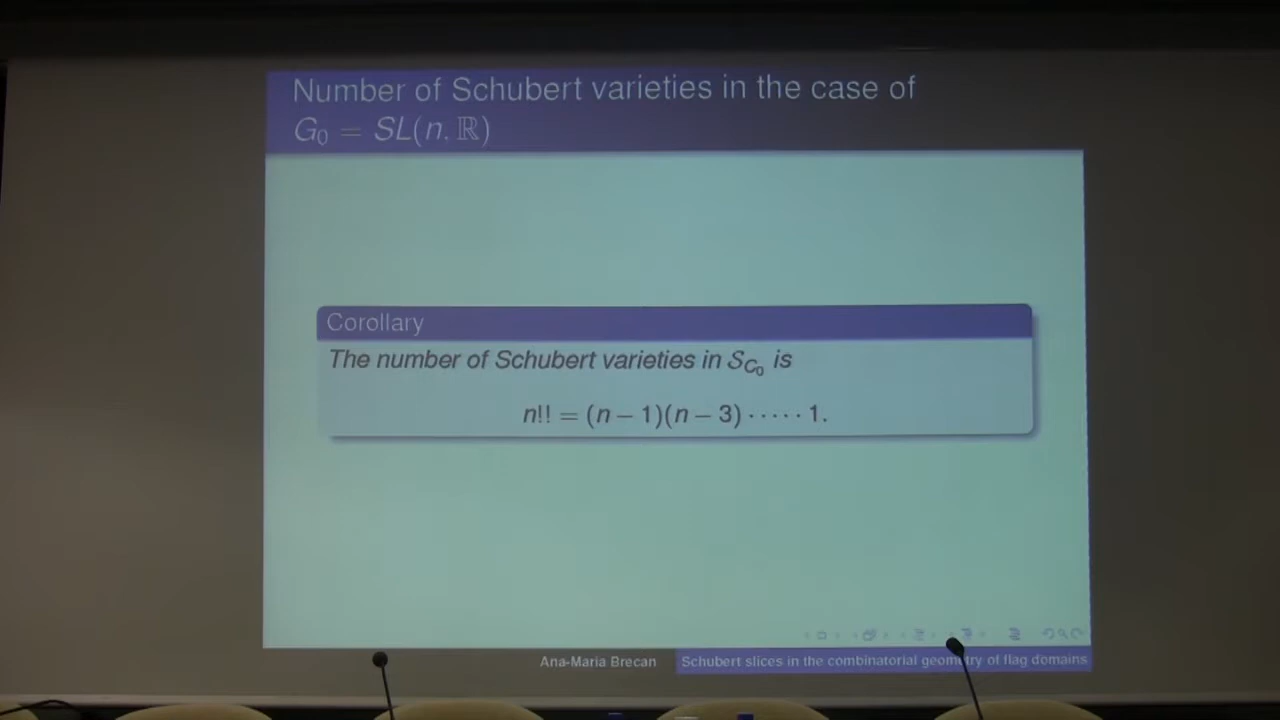 Number of Schubert varieties in the case of
G₀ = SL(n, ℝ)
Corollary
The number of Schubert varieties in 𝒮_{C₀} is
n!! = (n − 1)(n − 3) · · · · · 1.
Ana-Maria Brecan Schubert slices in the combinatorial geometry of flag domains